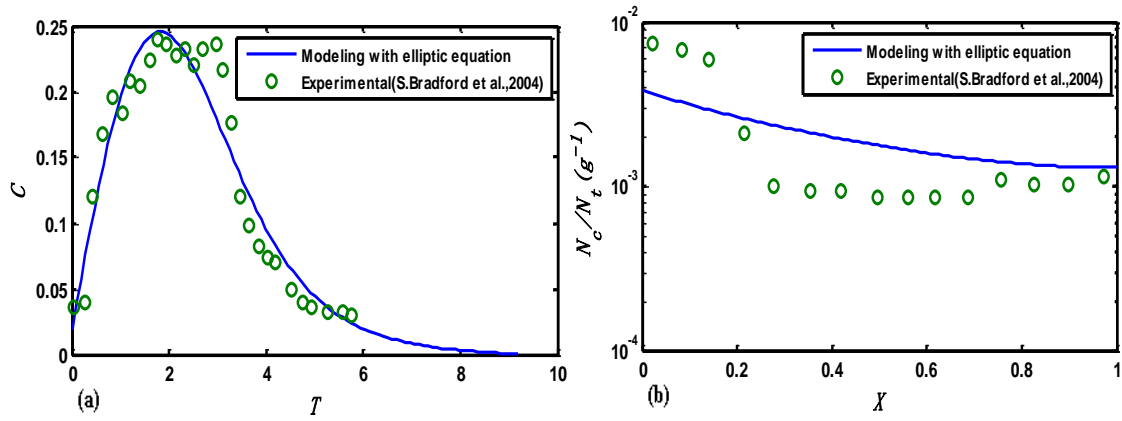 0.25
0.20
0.15
0.10
0.05
0
C
0 2 4 6 8 10
T
(a)
Modeling with elliptic equation
Experimental(S.Bradford et al.,2004)
10^-2
10^-3
10^-4
N_c/N_t (g^-1)
0 0.2 0.4 0.6 0.8 1
X
(b)
Modeling with elliptic equation
Experimental(S.Bradford et al.,2004)